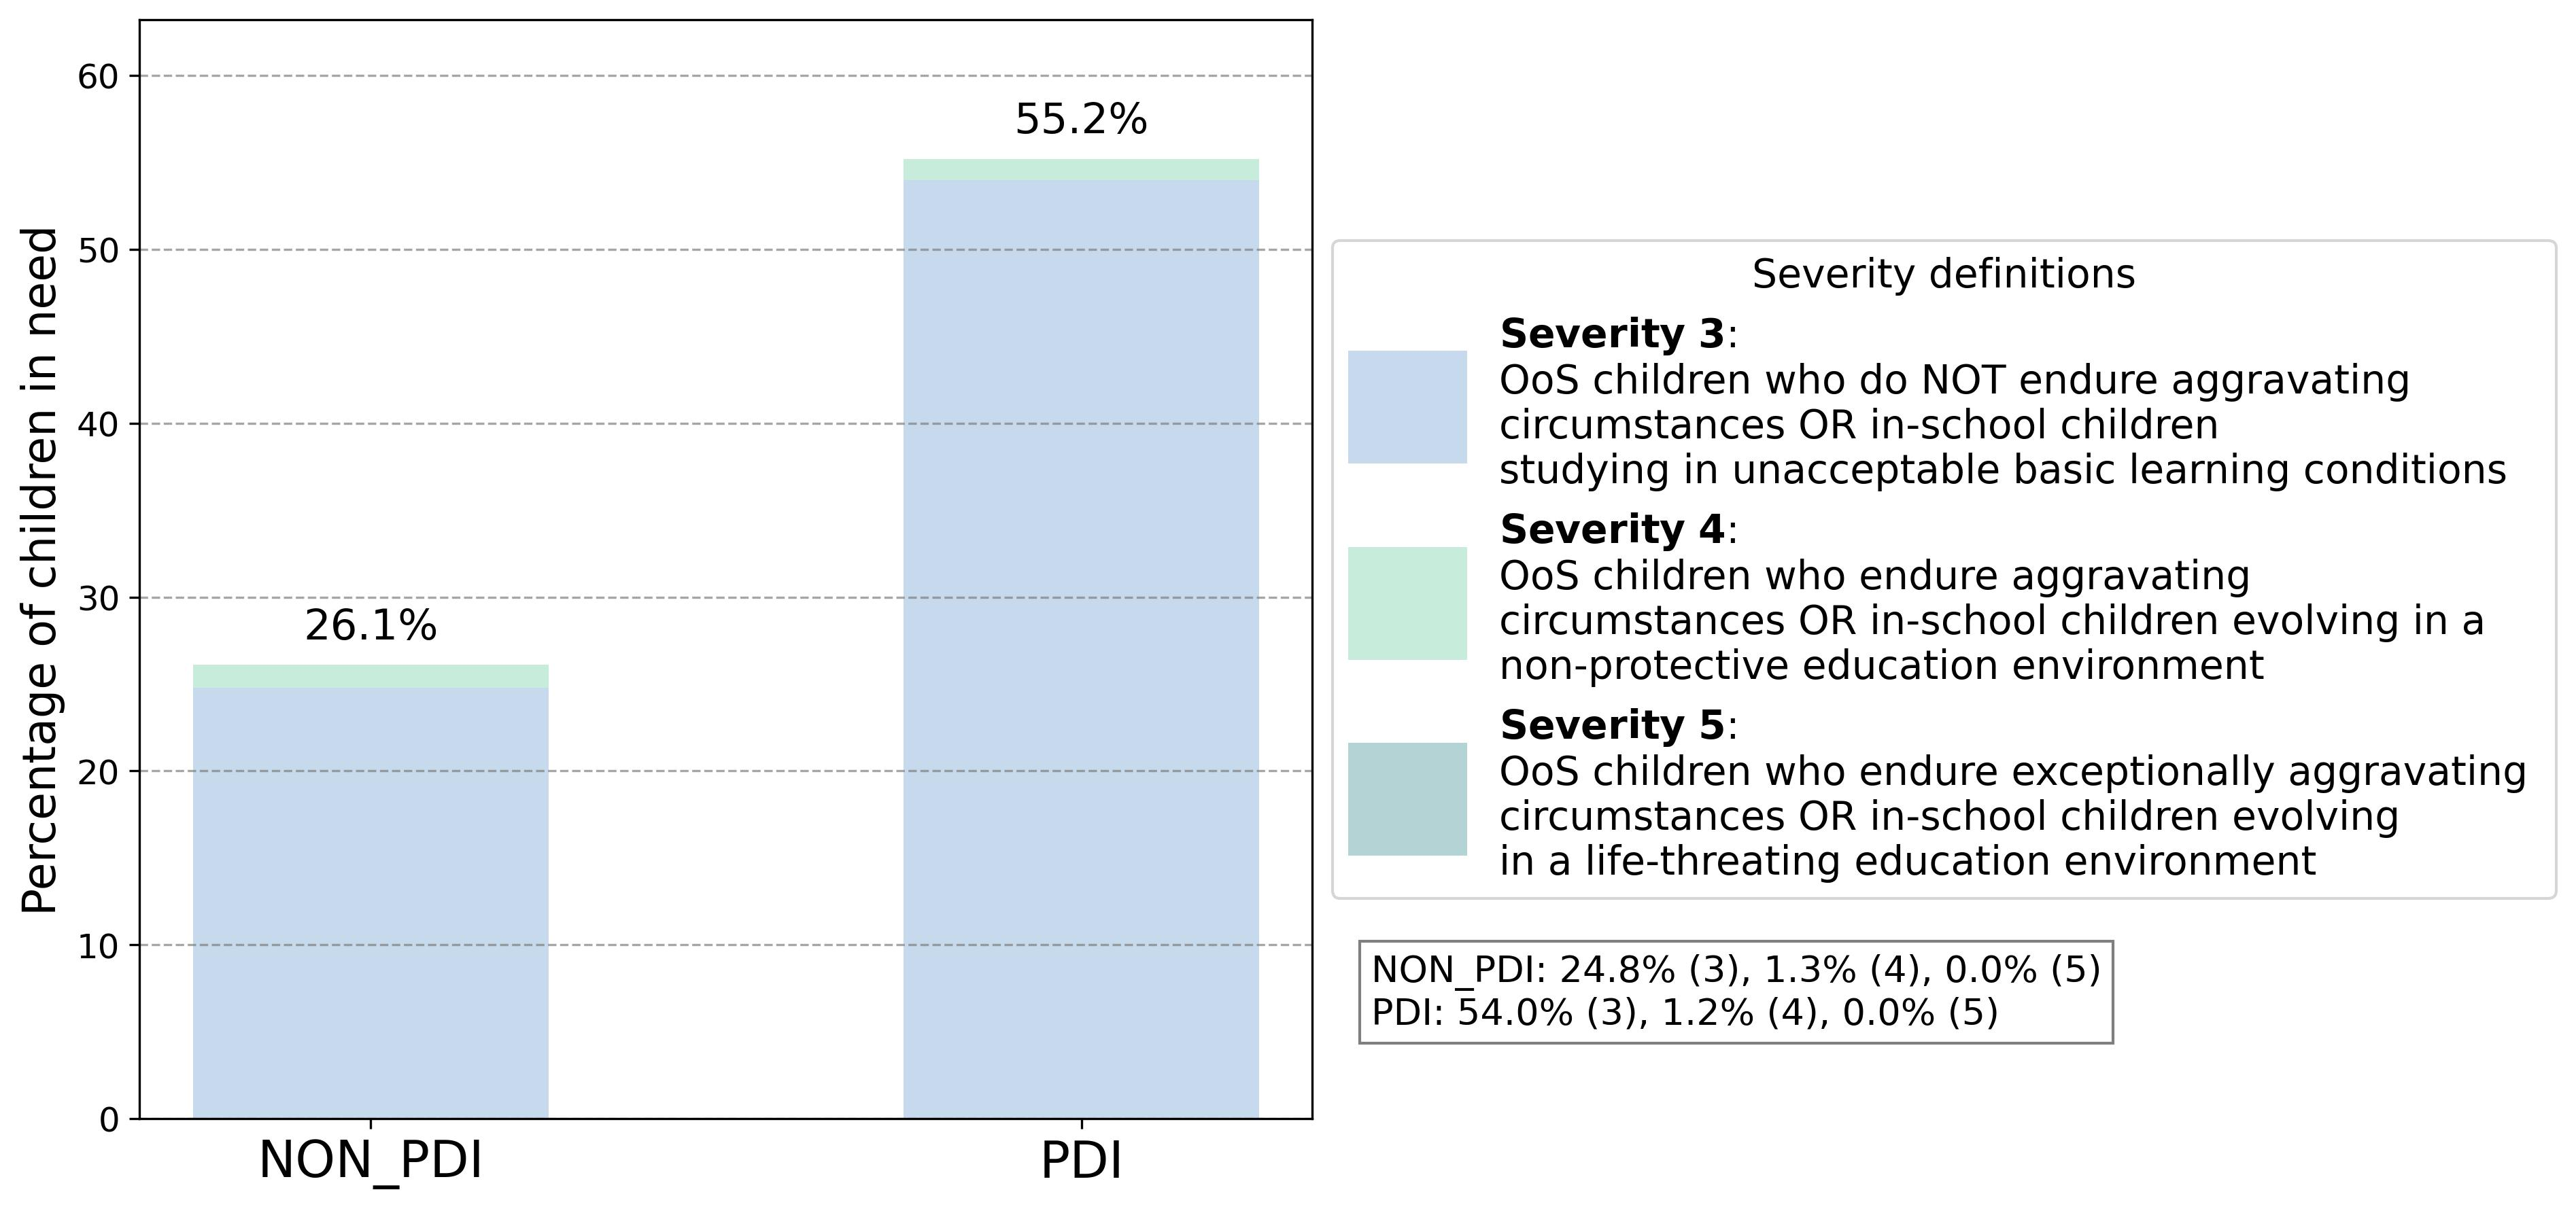 Percentage of children in need
60
50
40
30
20
10
0
26.1%
55.2%
NON_PDI
PDI
Severity definitions
Severity 3:
OoS children who do NOT endure aggravating
circumstances OR in-school children
studying in unacceptable basic learning conditions
Severity 4:
OoS children who endure aggravating
circumstances OR in-school children evolving in a
non-protective education environment
Severity 5:
OoS children who endure exceptionally aggravating
circumstances OR in-school children evolving
in a life-threating education environment
NON_PDI: 24.8% (3), 1.3% (4), 0.0% (5)
PDI: 54.0% (3), 1.2% (4), 0.0% (5)